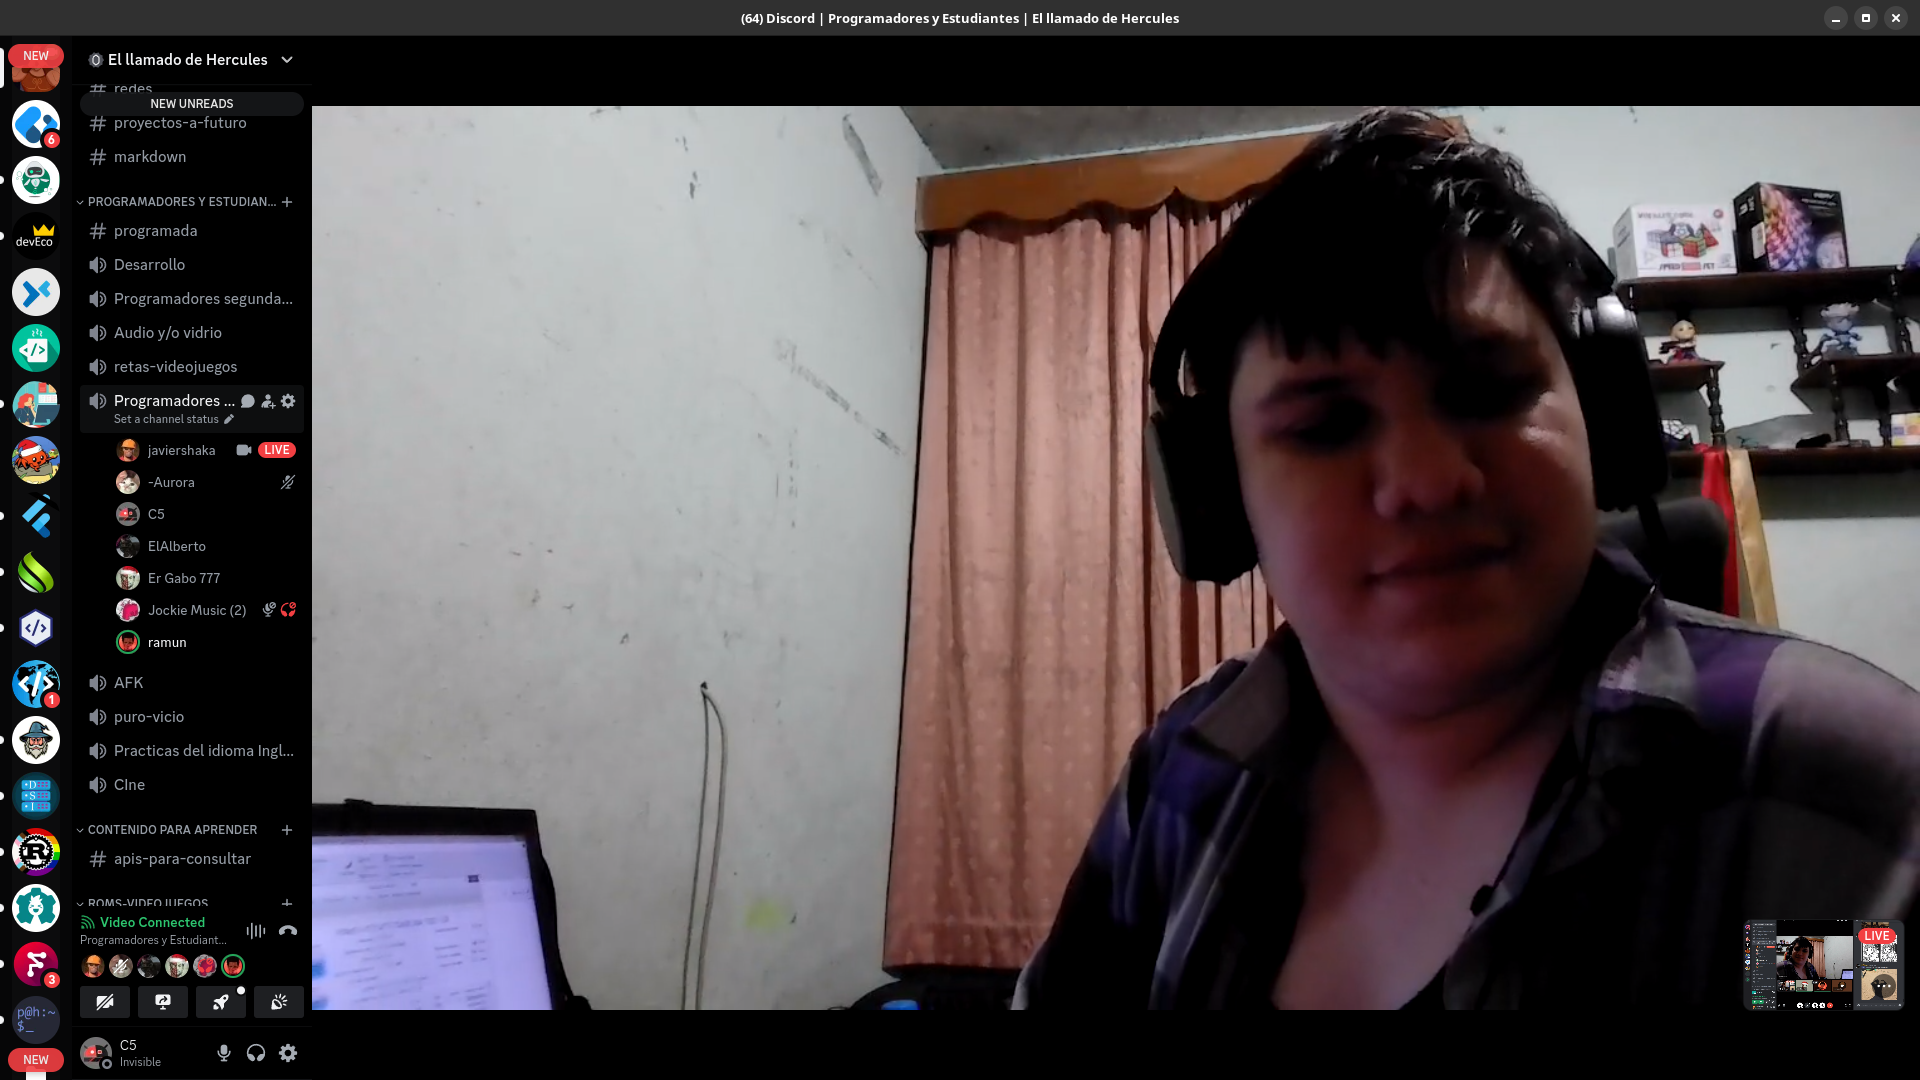 (64) Discord | Programadores y Estudiantes | El llamado de Hercules
NEW
El llamado de Hercules
redes
NEW UNREADS
proyectos-a-futuro
6
markdown
PROGRAMADORES Y ESTUDIAN...
programada
devEco
Desarrollo
Programadores segunda...
Audio y/o vidrio
retas-videojuegos
Programadores ...
Set a channel status
javiershaka LIVE
-Aurora
C5
ElAlberto
Er Gabo 777
Jockie Music (2)
ramun
AFK
1
puro-vicio
Practicas del idioma Ingl...
CIne
D
S
I
CONTENIDO PARA APRENDER
R
apis-para-consultar
ROMS-VIDEOJUEGOS
Video Connected
Programadores y Estudiant...
3
p@h:~
$_
C5
Invisible
NEW
LIVE